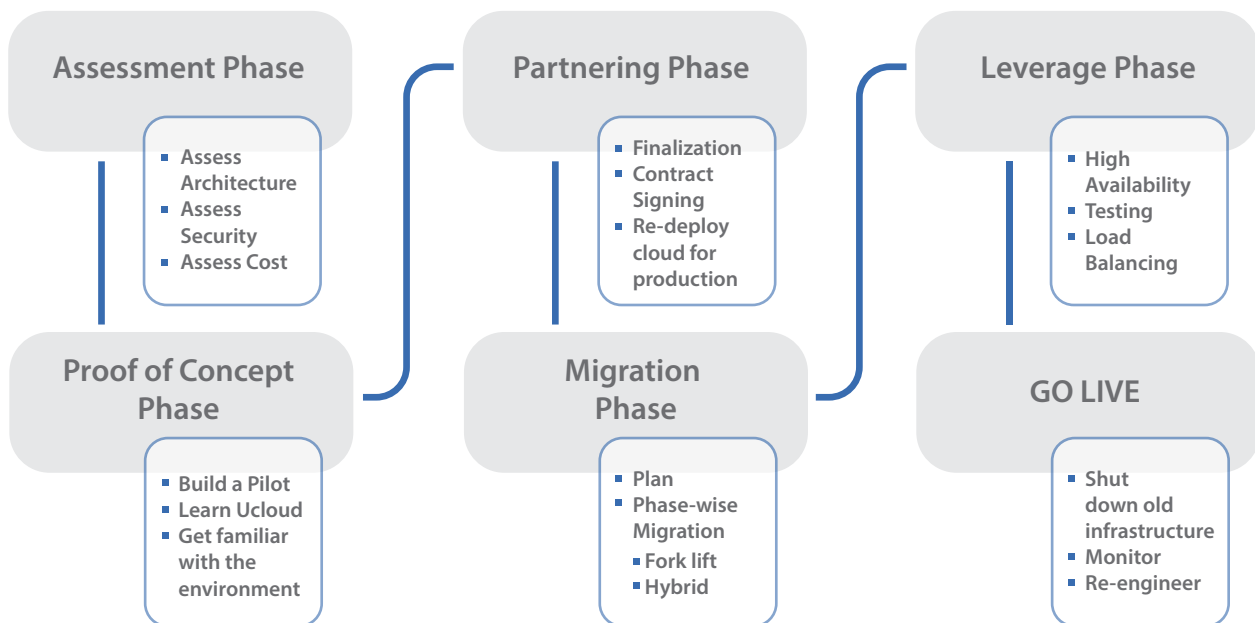 Assessment Phase
Assess
Architecture
Assess
Security
Assess Cost
Proof of Concept
Phase
Build a Pilot
Learn Ucloud
Get familiar
with the
environment
Partnering Phase
Finalization
Contract
Signing
Re-deploy
cloud for
production
Migration
Phase
Plan
Phase-wise
Migration
Fork lift
Hybrid
Leverage Phase
High
Availability
Testing
Load
Balancing
GO LIVE
Shut
down old
infrastructure
Monitor
Re-engineer